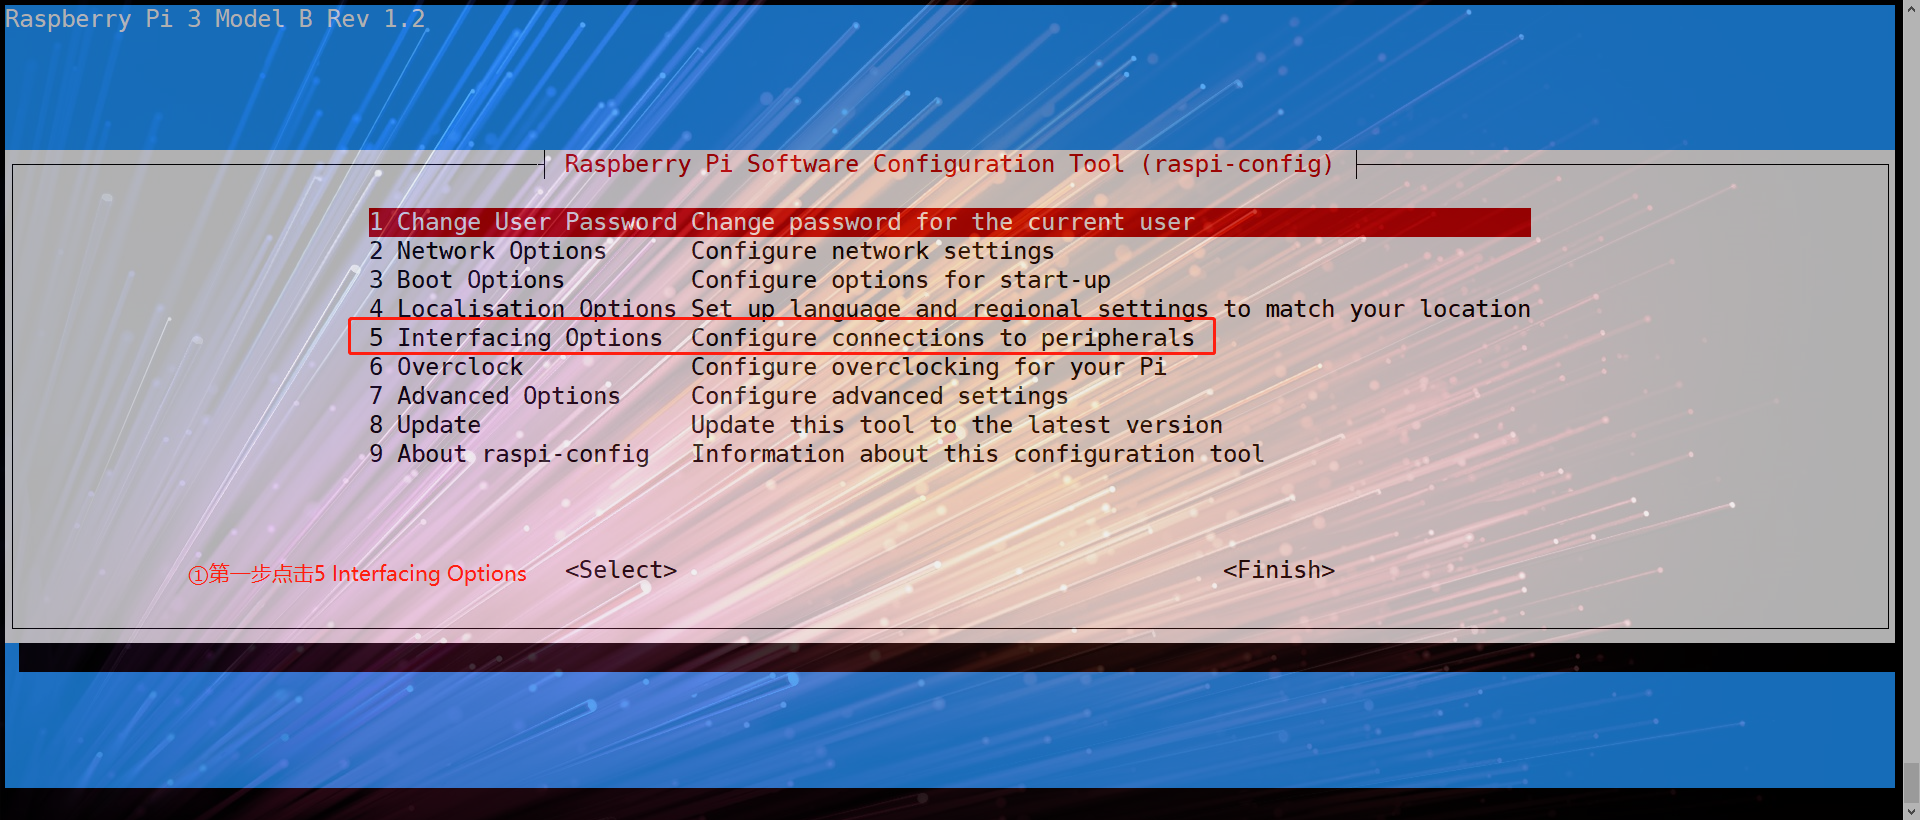 Raspberry Pi 3 Model B Rev 1.2
Raspberry Pi Software Configuration Tool (raspi-config)
1 Change User Password Change password for the current user
2 Network Options Configure network settings
3 Boot Options Configure options for start-up
4 Localisation Options Set up language and regional settings to match your location
5 Interfacing Options Configure connections to peripherals
6 Overclock Configure overclocking for your Pi
7 Advanced Options Configure advanced settings
8 Update Update this tool to the latest version
9 About raspi-config Information about this configuration tool
①第一步点击5 Interfacing Options <Select> <Finish>